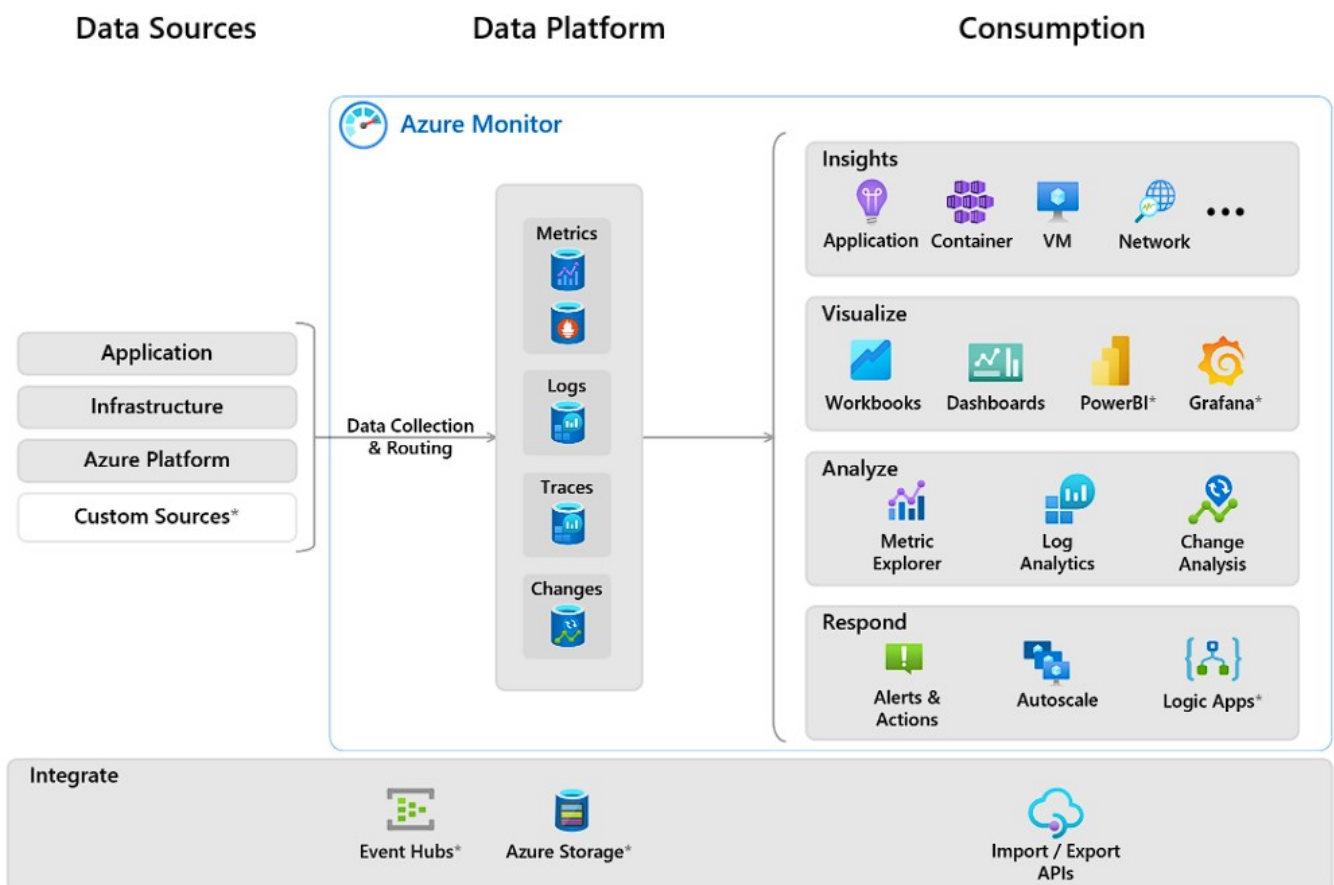 Data Sources
Data Platform
Consumption
Azure Monitor
Application
Infrastructure
Azure Platform
Custom Sources*
Data Collection
& Routing
Metrics
Logs
Traces
Changes
Insights
Application
Container
VM
Network
...
Visualize
Workbooks
Dashboards
PowerBI*
Grafana*
Analyze
Metric
Explorer
Log
Analytics
Change
Analysis
Respond
Alerts &
Actions
Autoscale
Logic Apps*
Integrate
Event Hubs*
Azure Storage*
Import / Export
APIs